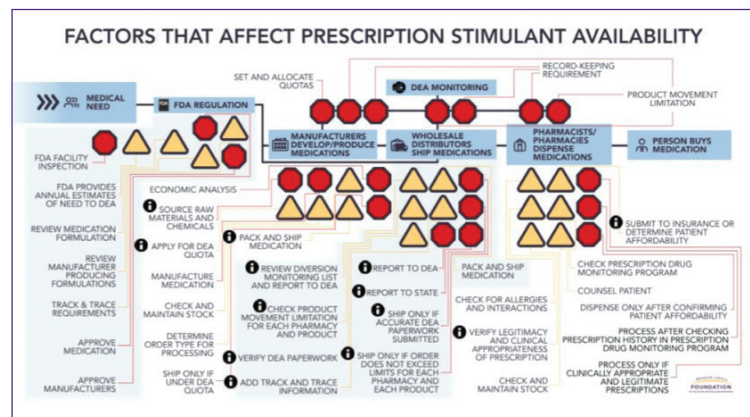 FACTORS THAT AFFECT PRESCRIPTION STIMULANT AVAILABILITY
SET AND ALLOCATE
QUOTAS
DEA MONITORING
RECORD-KEEPING
REQUIREMENT
PRODUCT MOVEMENT
LIMITATION
MEDICAL
NEED
FDA REGULATION
MANUFACTURERS
DEVELOP/PRODUCE
MEDICATIONS
WHOLESALE
DISTRIBUTORS
SHIP MEDICATIONS
PHARMACISTS/
PHARMACIES
DISPENSE
MEDICATIONS
PERSON BUYS
MEDICATION
FDA FACILITY
INSPECTION
FDA PROVIDES
ANNUAL ESTIMATES
OF NEED TO DEA
REVIEW MEDICATION
FORMULATION
REVIEW
MANUFACTURER
PRODUCING
FORMULATIONS
TRACK & TRACE
REQUIREMENTS
APPROVE
MEDICATION
APPROVE
MANUFACTURERS
ECONOMIC ANALYSIS
SOURCE RAW
MATERIALS AND
CHEMICALS
APPLY FOR DEA
QUOTA
MANUFACTURE
MEDICATION
CHECK AND
MAINTAIN STOCK
DETERMINE
ORDER TYPE FOR
PROCESSING
SHIP ONLY IF
UNDER DEA
QUOTA
PACK AND SHIP
MEDICATION
REVIEW DIVERSION
MONITORING LIST
AND REPORT TO DEA
CHECK PRODUCT
MOVEMENT LIMITATION
FOR EACH PHARMACY
AND PRODUCT
VERIFY DEA PAPERWORK
ADD TRACK AND TRACE
INFORMATION
REPORT TO DEA
REPORT TO STATE
SHIP ONLY IF
ACCURATE DEA
PAPERWORK
SUBMITTED
SHIP ONLY IF ORDER
DOES NOT EXCEED
LIMITS FOR EACH
PHARMACY AND
EACH PRODUCT
PACK AND SHIP
MEDICATION
CHECK FOR ALLERGIES
AND INTERACTIONS
VERIFY LEGITIMACY
AND CLINICAL
APPROPRIATENESS
OF PRESCRIPTION
CHECK AND
MAINTAIN STOCK
SUBMIT TO INSURANCE OR
DETERMINE PATIENT
AFFORDABILITY
CHECK PRESCRIPTION DRUG
MONITORING PROGRAM
COUNSEL PATIENT
DISPENSE ONLY AFTER CONFIRMING
PATIENT AFFORDABILITY
PROCESS AFTER CHECKING
PRESCRIPTION HISTORY IN PRESCRIPTION
DRUG MONITORING PROGRAM
PROCESS ONLY IF
CLINICALLY APPROPRIATE
AND LEGITIMATE
PRESCRIPTIONS
FOUNDATION